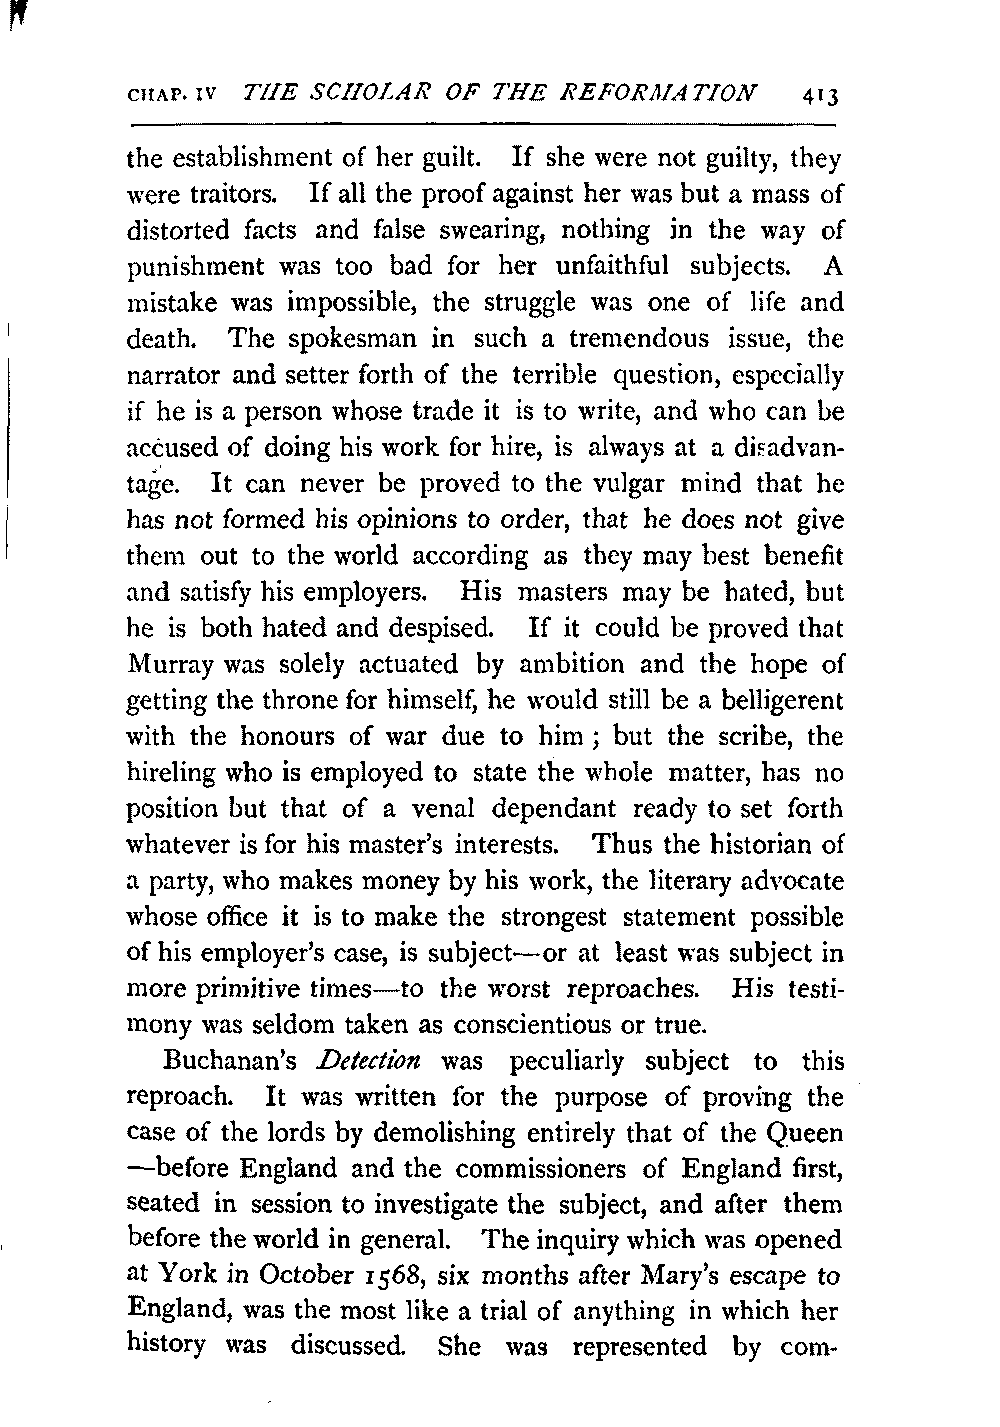 CHAP. IV THE SCHOLAR OF THE REFORMATION 413
the establishment of her guilt. If she were not guilty, they
were traitors. If all the proof against her was but a mass of
distorted facts and false swearing, nothing in the way of
punishment was too bad for her unfaithful subjects. A
mistake was impossible, the struggle was one of life and
death. The spokesman in such a tremendous issue, the
narrator and setter forth of the terrible question, especially
if he is a person whose trade it is to write, and who can be
accused of doing his work for hire, is always at a disadvan-
tage. It can never be proved to the vulgar mind that he
has not formed his opinions to order, that he does not give
them out to the world according as they may best benefit
and satisfy his employers. His masters may be hated, but
he is both hated and despised. If it could be proved that
Murray was solely actuated by ambition and the hope of
getting the throne for himself, he would still be a belligerent
with the honours of war due to him ; but the scribe, the
hireling who is employed to state the whole matter, has no
position but that of a venal dependant ready to set forth
whatever is for his master's interests. Thus the historian of
a party, who makes money by his work, the literary advocate
whose office it is to make the strongest statement possible
of his employer's case, is subject—or at least was subject in
more primitive times—to the worst reproaches. His testi-
mony was seldom taken as conscientious or true.
Buchanan's Detection was peculiarly subject to this
reproach. It was written for the purpose of proving the
case of the lords by demolishing entirely that of the Queen
—before England and the commissioners of England first,
seated in session to investigate the subject, and after them
before the world in general. The inquiry which was opened
at York in October 1568, six months after Mary's escape to
England, was the most like a trial of anything in which her
history was discussed. She was represented by com-